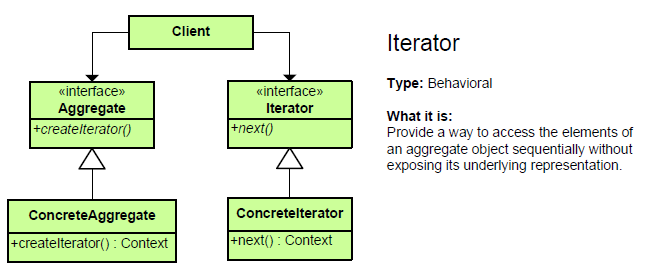 Client
«interface»
Aggregate
+createIterator()
«interface»
Iterator
+next()
ConcreteAggregate
+createIterator() : Context
ConcreteIterator
+next() : Context
Iterator
Type: Behavioral
What it is:
Provide a way to access the elements of
an aggregate object sequentially without
exposing its underlying representation.